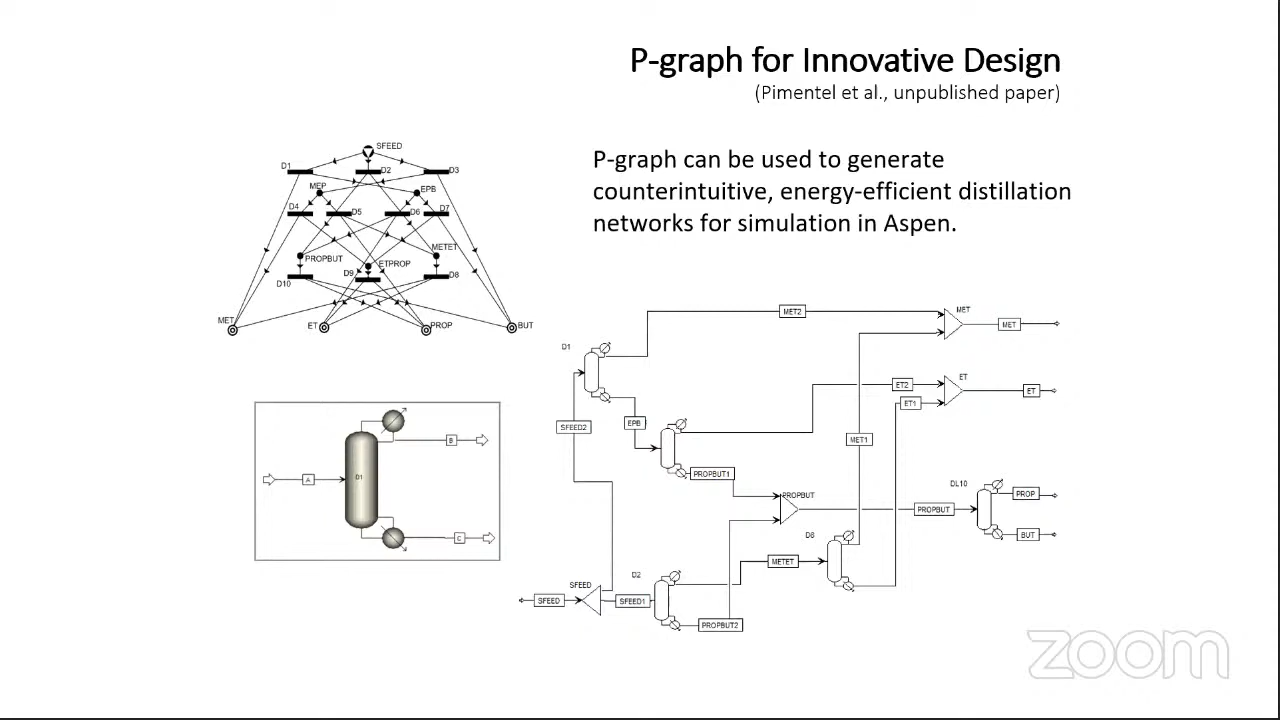 P-graph for Innovative Design
(Pimentel et al., unpublished paper)
P-graph can be used to generate
counterintuitive, energy-efficient distillation
networks for simulation in Aspen.
SFEED
D1
D2
D3
MEP
EPB
D4
D5
D6
D7
PROPBUT
ETPROP
METET
D10
D9
D8
MET
ET
PROP
BUT
A
D1
B
C
D1
MET2
MET
MET
SFEED2
EPB
ET2
ET
ET
ET1
MET1
PROPBUT1
PROPBUT
PROPBUT
DL10
PROP
BUT
D8
METET
D2
SFEED
SFEED
SFEED1
PROPBUT2
zoom